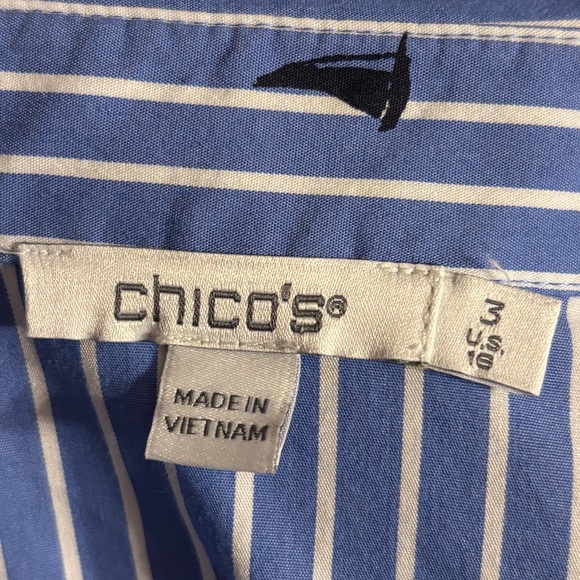 chico's®
3
U.S.
16
MADE IN
VIETNAM